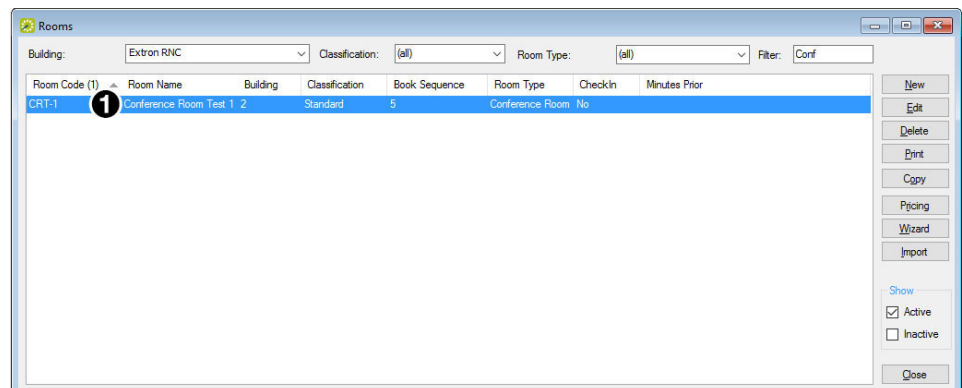 Rooms
Building: Extron RNC Classification: (all) Room Type: (all) Filter: Conf
Room Code (1) Room Name Building Classification Book Sequence Room Type CheckIn Minutes Prior
CRT-1 1 Conference Room Test 1 2 Standard 5 Conference Room No
New
Edit
Delete
Print
Copy
Pricing
Wizard
Import
Show
Active
Inactive
Close